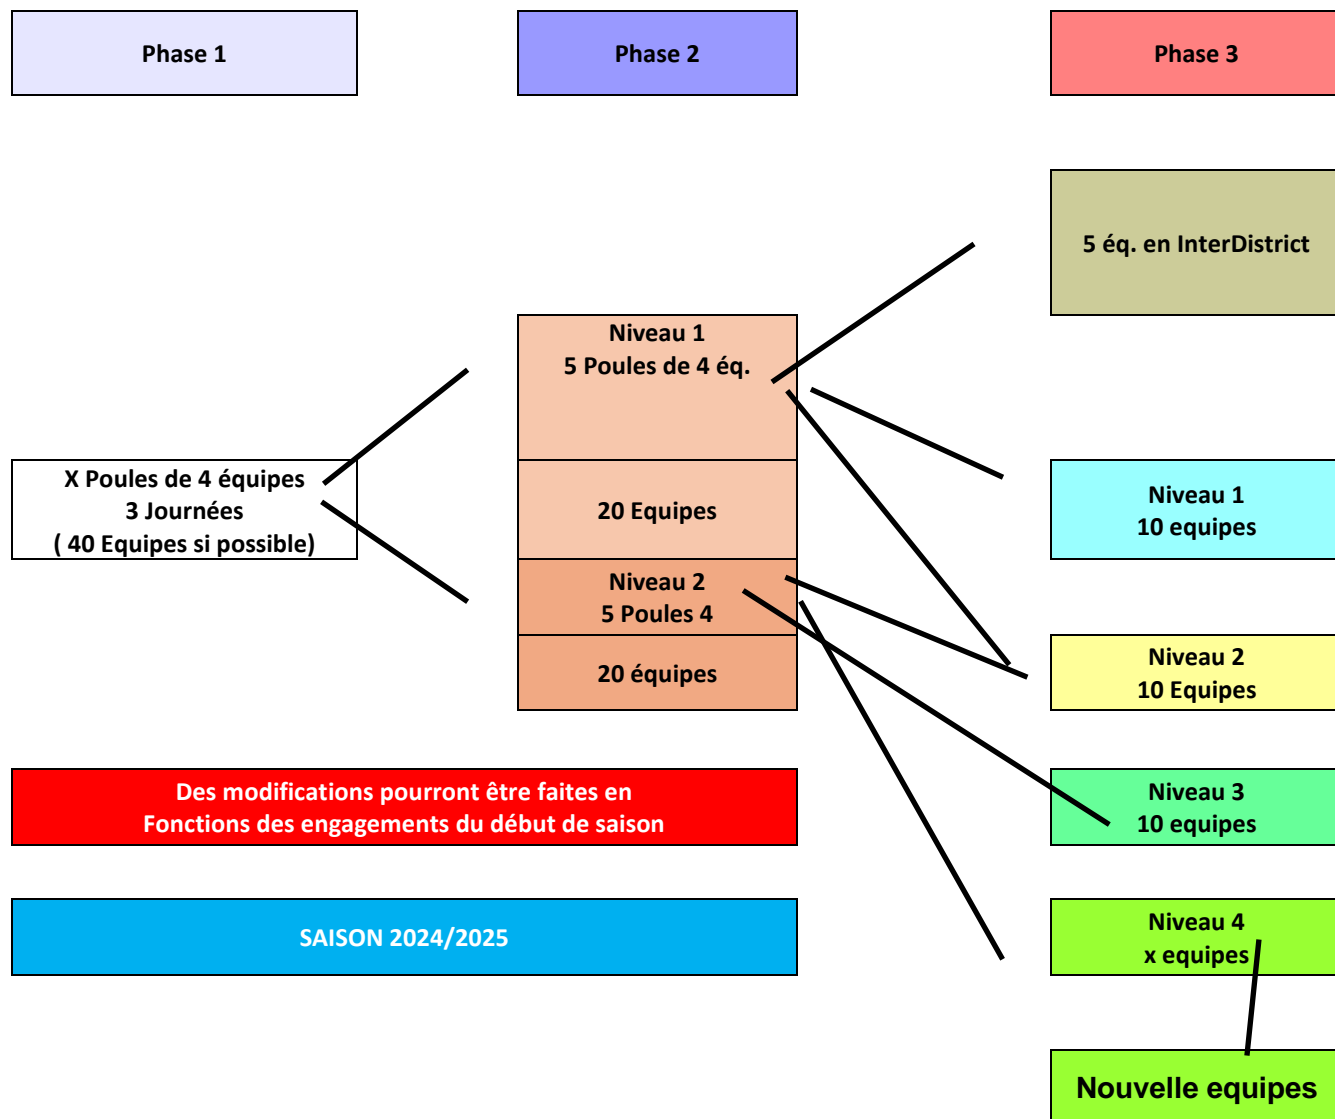 Phase 1
Phase 2
Phase 3
5 éq. en InterDistrict
Niveau 1
5 Poules de 4 éq.
X Poules de 4 équipes
3 Journées
( 40 Equipes si possible)
20 Equipes
Niveau 1
10 equipes
Niveau 2
5 Poules 4
20 équipes
Niveau 2
10 Equipes
Des modifications pourront être faites en
Fonctions des engagements du début de saison
Niveau 3
10 equipes
SAISON 2024/2025
Niveau 4
x equipes
Nouvelle equipes